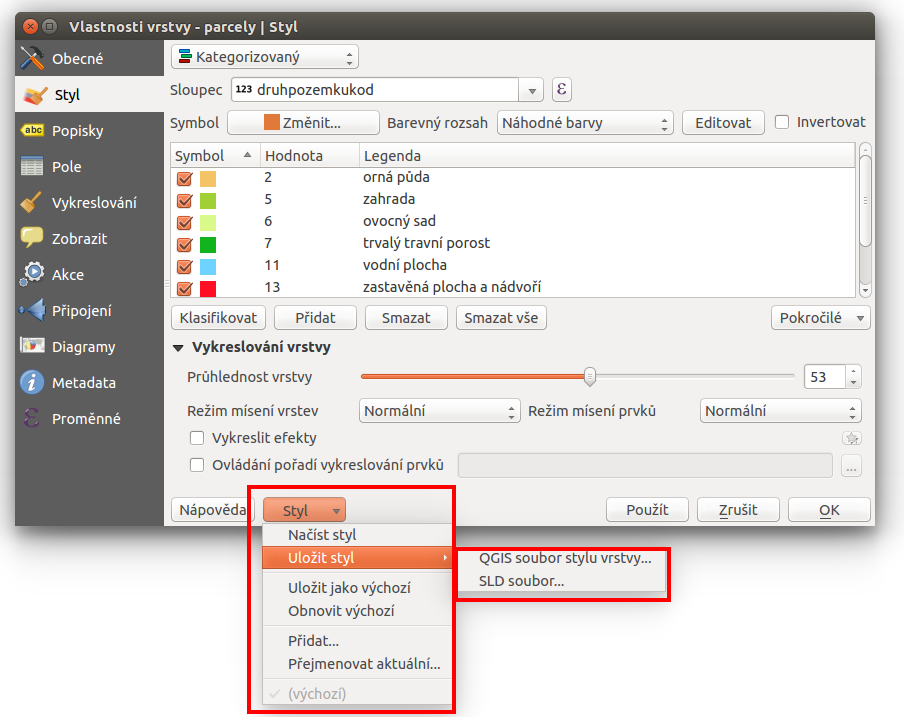 Vlastnosti vrstvy - parcely | Styl
Obecné
Styl
abc Popisky
Pole
Vykreslování
Zobrazit
Akce
Připojení
Diagramy
Metadata
Proměnné
Kategorizovaný
Sloupec 123 druhpozemkukod ε
Symbol Změnit... Barevný rozsah Náhodné barvy Editovat Invertovat
Symbol Hodnota Legenda
2 orná půda
5 zahrada
6 ovocný sad
7 trvalý travní porost
11 vodní plocha
13 zastavěná plocha a nádvoří
Klasifikovat Přidat Smazat Smazat vše Pokročilé
Vykreslování vrstvy
Průhlednost vrstvy 53
Režim mísení vrstev Normální Režim mísení prvků Normální
Vykreslit efekty
Ovládání pořadí vykreslování prvků ...
Nápověda Styl Použít Zrušit OK
Načíst styl
Uložit styl
QGIS soubor stylu vrstvy...
SLD soubor...
Uložit jako výchozí
Obnovit výchozí
Přidat...
Přejmenovat aktuální...
(výchozí)